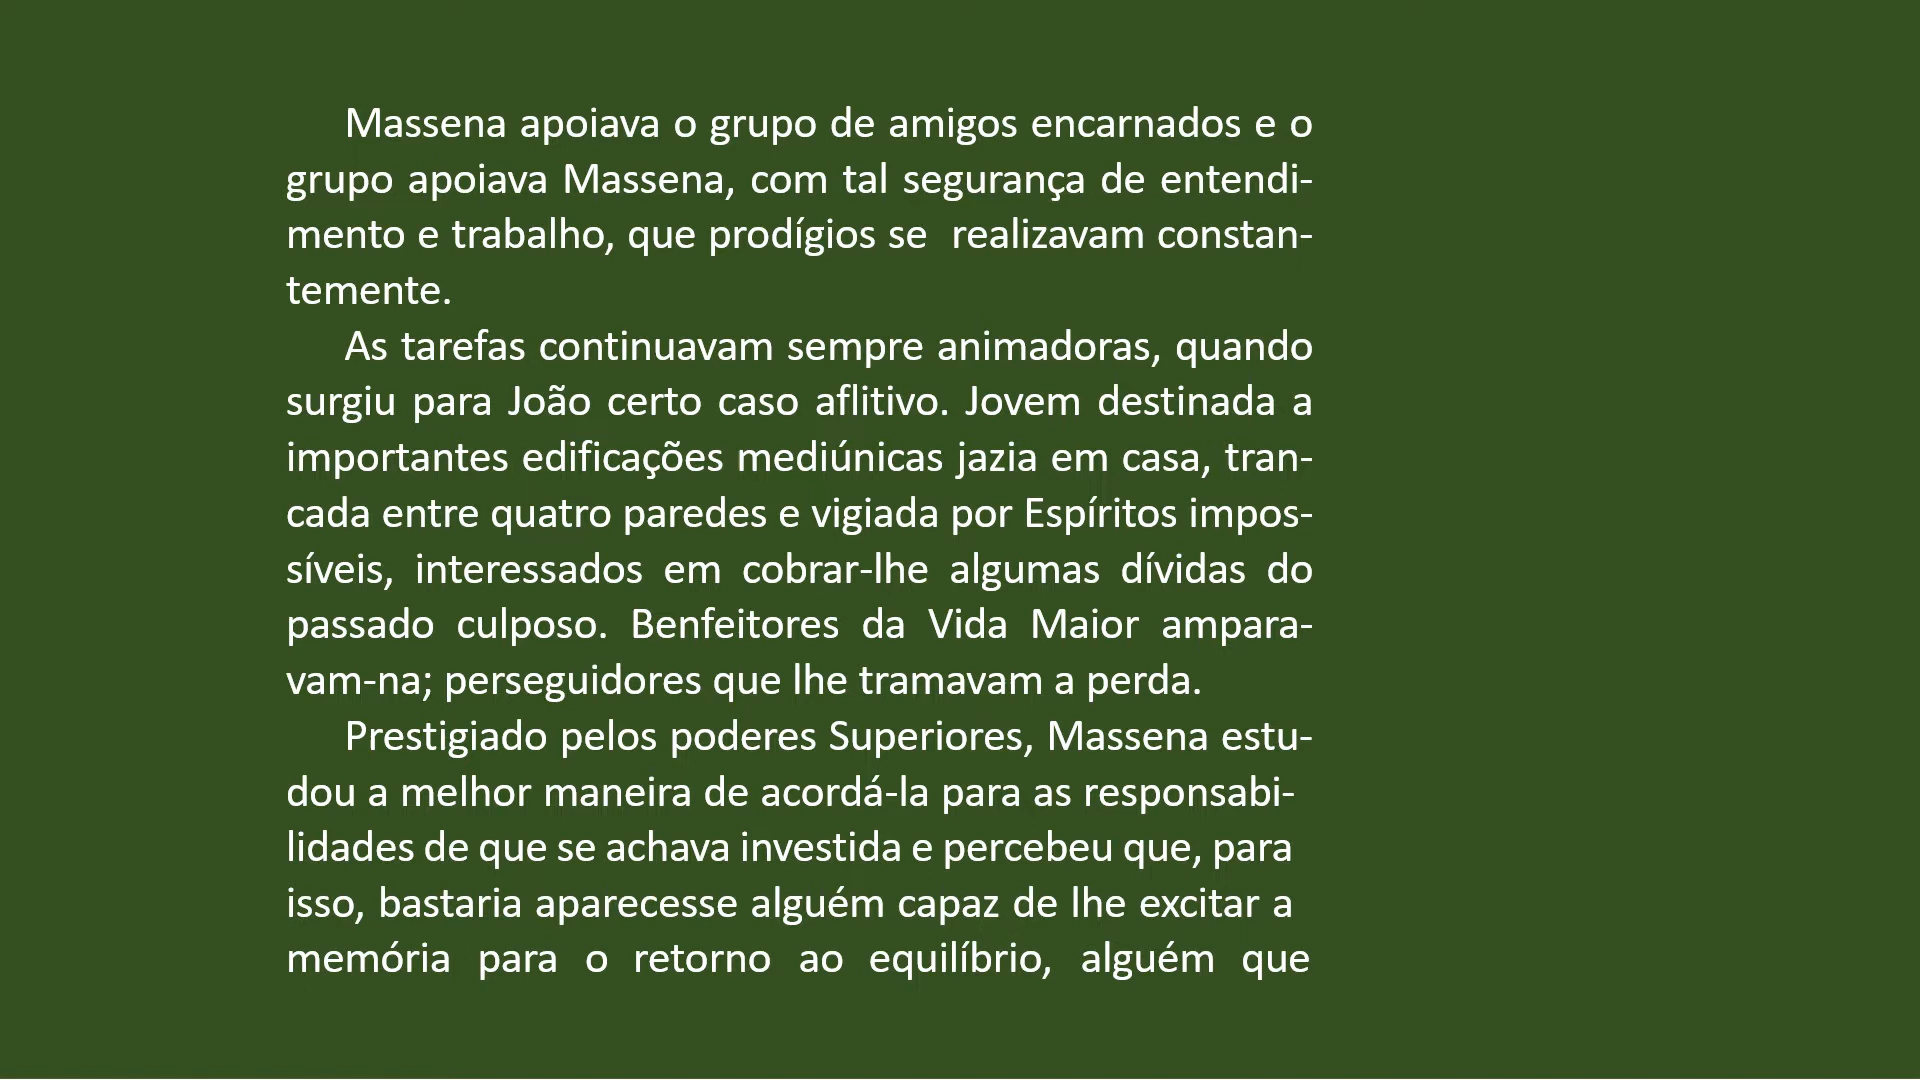 Massena apoiava o grupo de amigos encarnados e o
grupo apoiava Massena, com tal segurança de entendi-
mento e trabalho, que prodígios se  realizavam constan-
temente.
As tarefas continuavam sempre animadoras, quando
surgiu para João certo caso aflitivo. Jovem destinada a
importantes edificações mediúnicas jazia em casa, tran-
cada entre quatro paredes e vigiada por Espíritos impos-
síveis, interessados em cobrar-lhe algumas dívidas do
passado culposo. Benfeitores da Vida Maior ampara-
vam-na; perseguidores que lhe tramavam a perda.
Prestigiado pelos poderes Superiores, Massena estu-
dou a melhor maneira de acordá-la para as responsabi-
lidades de que se achava investida e percebeu que, para
isso, bastaria aparecesse alguém capaz de lhe excitar a
memória para o retorno ao equilíbrio, alguém que